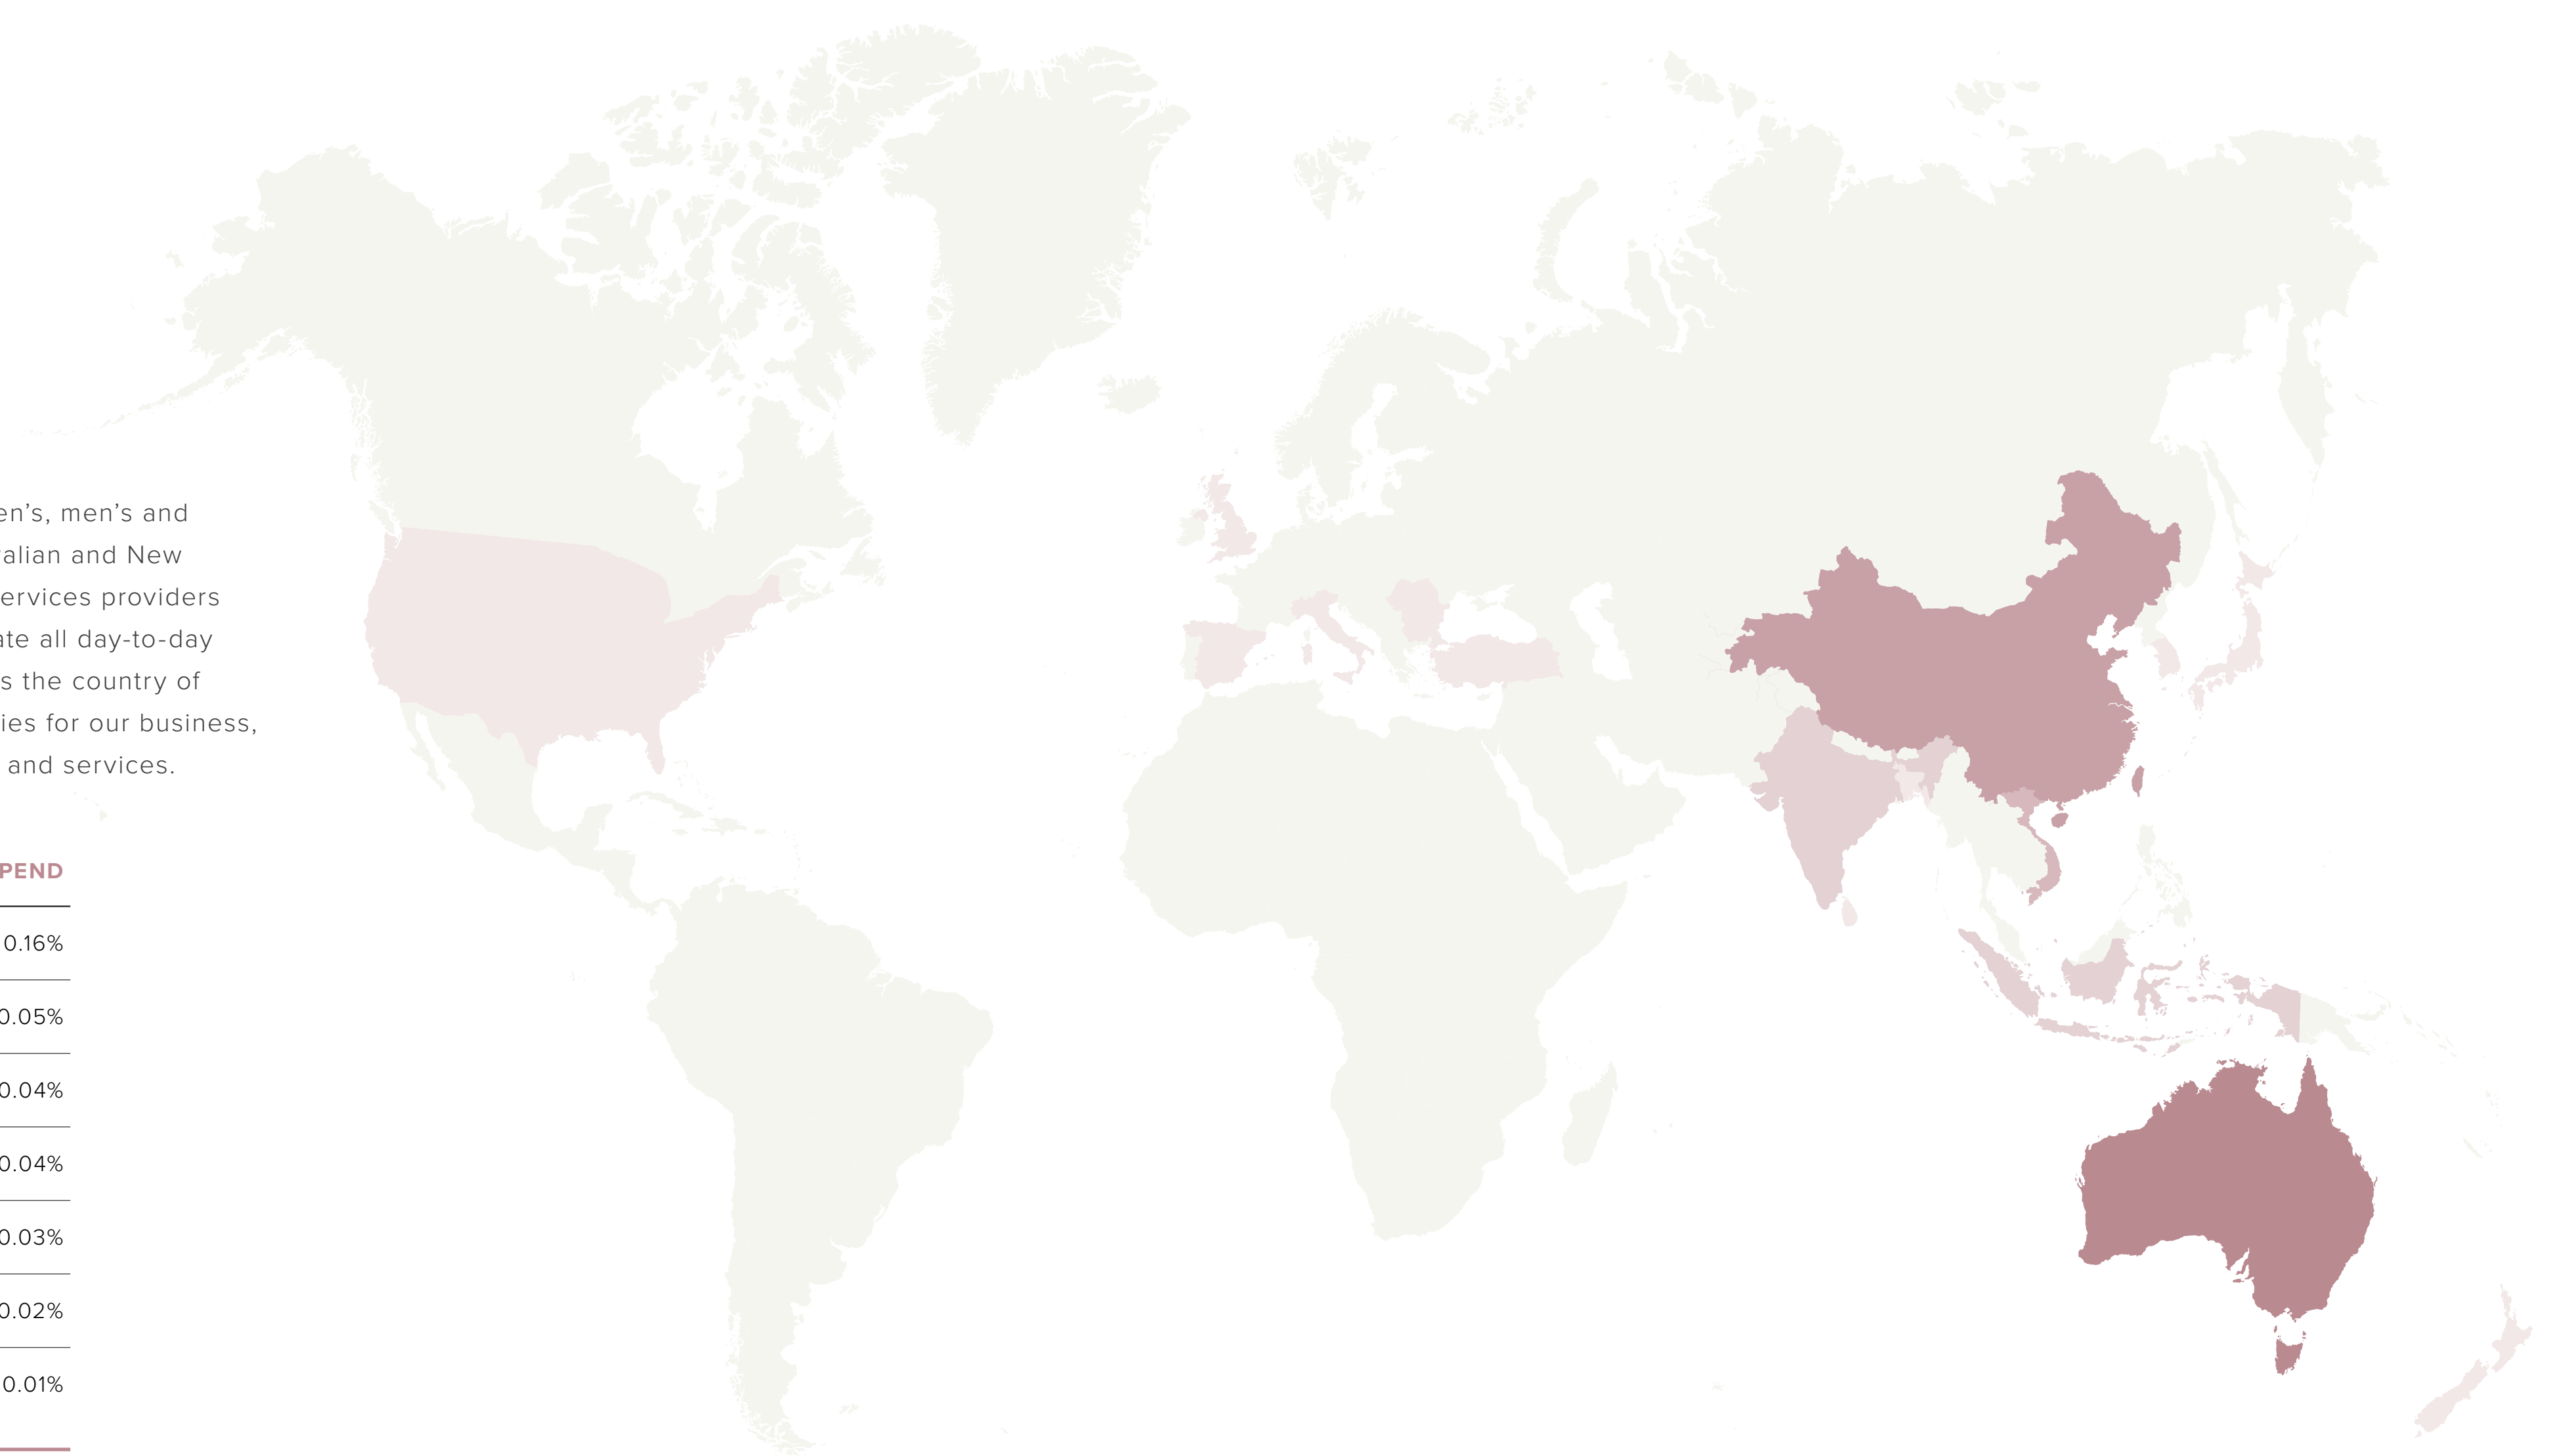 en’s, men’s and
ralian and New
ervices providers
ate all day-to-day
s the country of
ies for our business,
and services.
PEND
0.16%
0.05%
0.04%
0.04%
0.03%
0.02%
0.01%